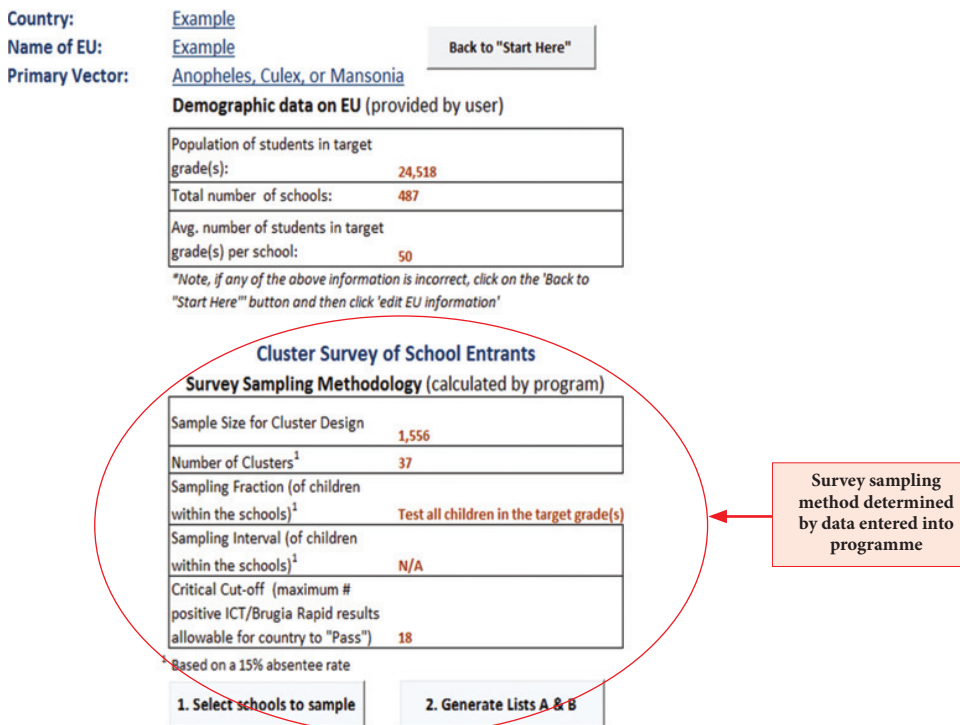 Country: Example
Name of EU: Example
Back to "Start Here"
Primary Vector: Anopheles, Culex, or Mansonia
Demographic data on EU (provided by user)
Population of students in target
grade(s): 24,518
Total number of schools: 487
Avg. number of students in target
grade(s) per school: 50
*Note, if any of the above information is incorrect, click on the 'Back to
"Start Here"' button and then click 'edit EU information'
Cluster Survey of School Entrants
Survey Sampling Methodology (calculated by program)
Sample Size for Cluster Design 1,556
Number of Clusters¹ 37
Sampling Fraction (of children
within the schools)¹ Test all children in the target grade(s)
Sampling Interval (of children
within the schools)¹ N/A
Critical Cut-off (maximum #
positive ICT/Brugia Rapid results
allowable for country to "Pass") 18
¹ Based on a 15% absentee rate
1. Select schools to sample
2. Generate Lists A & B
Survey sampling
method determined
by data entered into
programme